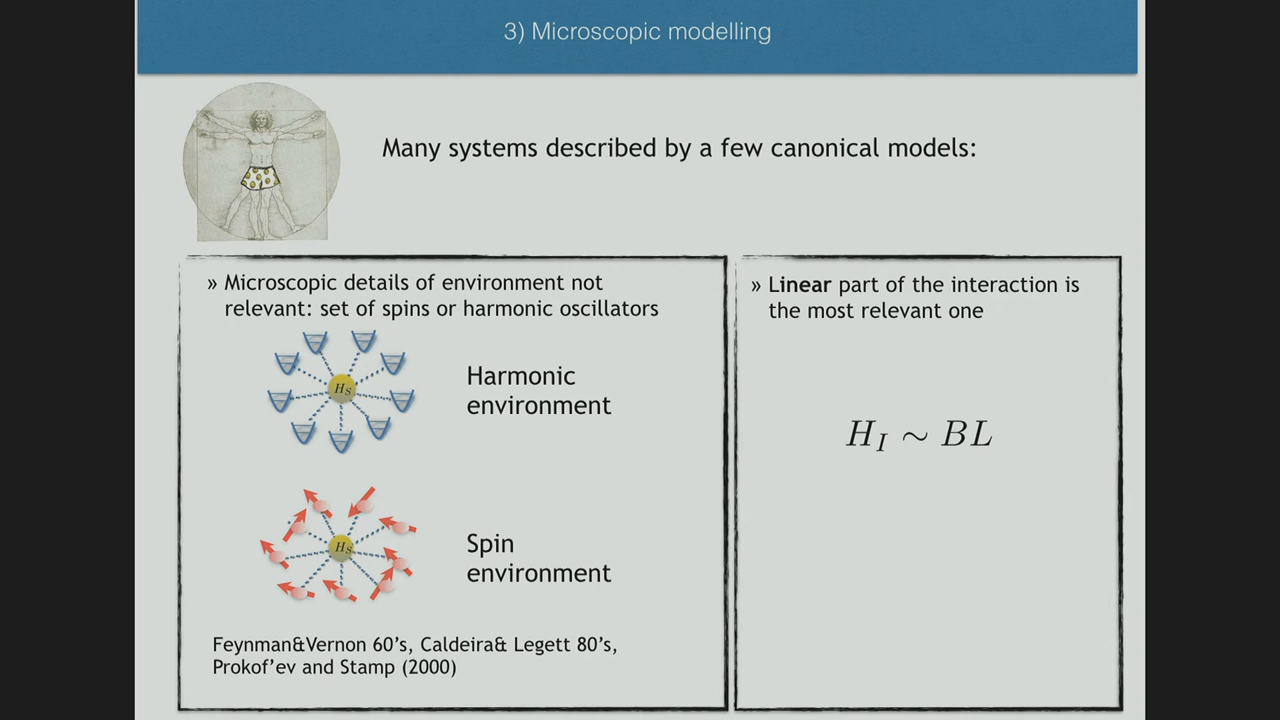 3) Microscopic modelling
Many systems described by a few canonical models:
» Microscopic details of environment not
relevant: set of spins or harmonic oscillators
H_S
Harmonic
environment
H_S
Spin
environment
Feynman&Vernon 60's, Caldeira& Legett 80's,
Prokof'ev and Stamp (2000)
» Linear part of the interaction is
the most relevant one
H_I ∼ BL